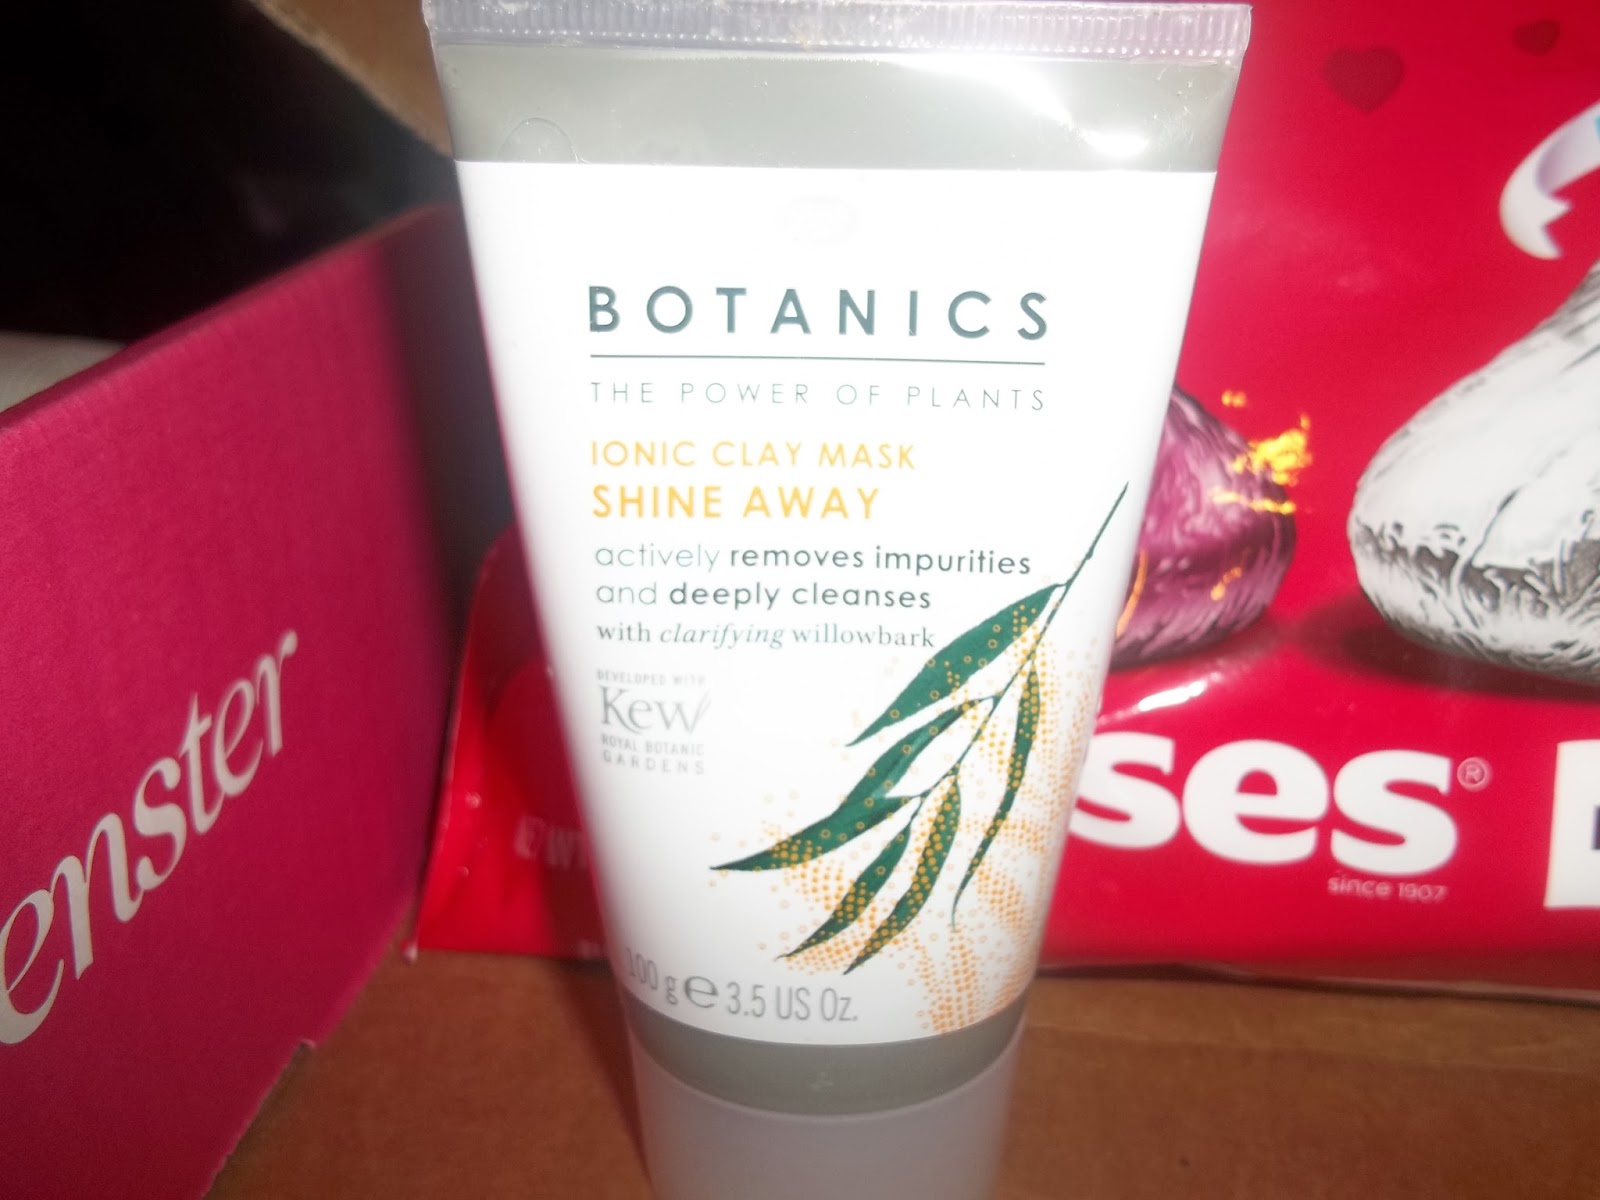 BOTANICS
THE POWER OF PLANTS
IONIC CLAY MASK
SHINE AWAY
actively removes impurities
and deeply cleanses
with clarifying willowbark
DEVELOPED WITH
Kew
ROYAL BOTANIC
GARDENS
100 g e 3.5 US Oz.
enster
ses®
since 1907